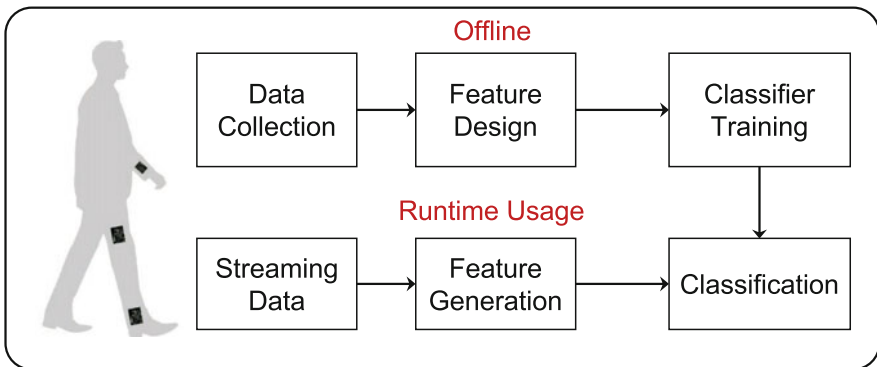 Offline
Data
Collection
Feature
Design
Classifier
Training
Runtime Usage
Streaming
Data
Feature
Generation
Classification